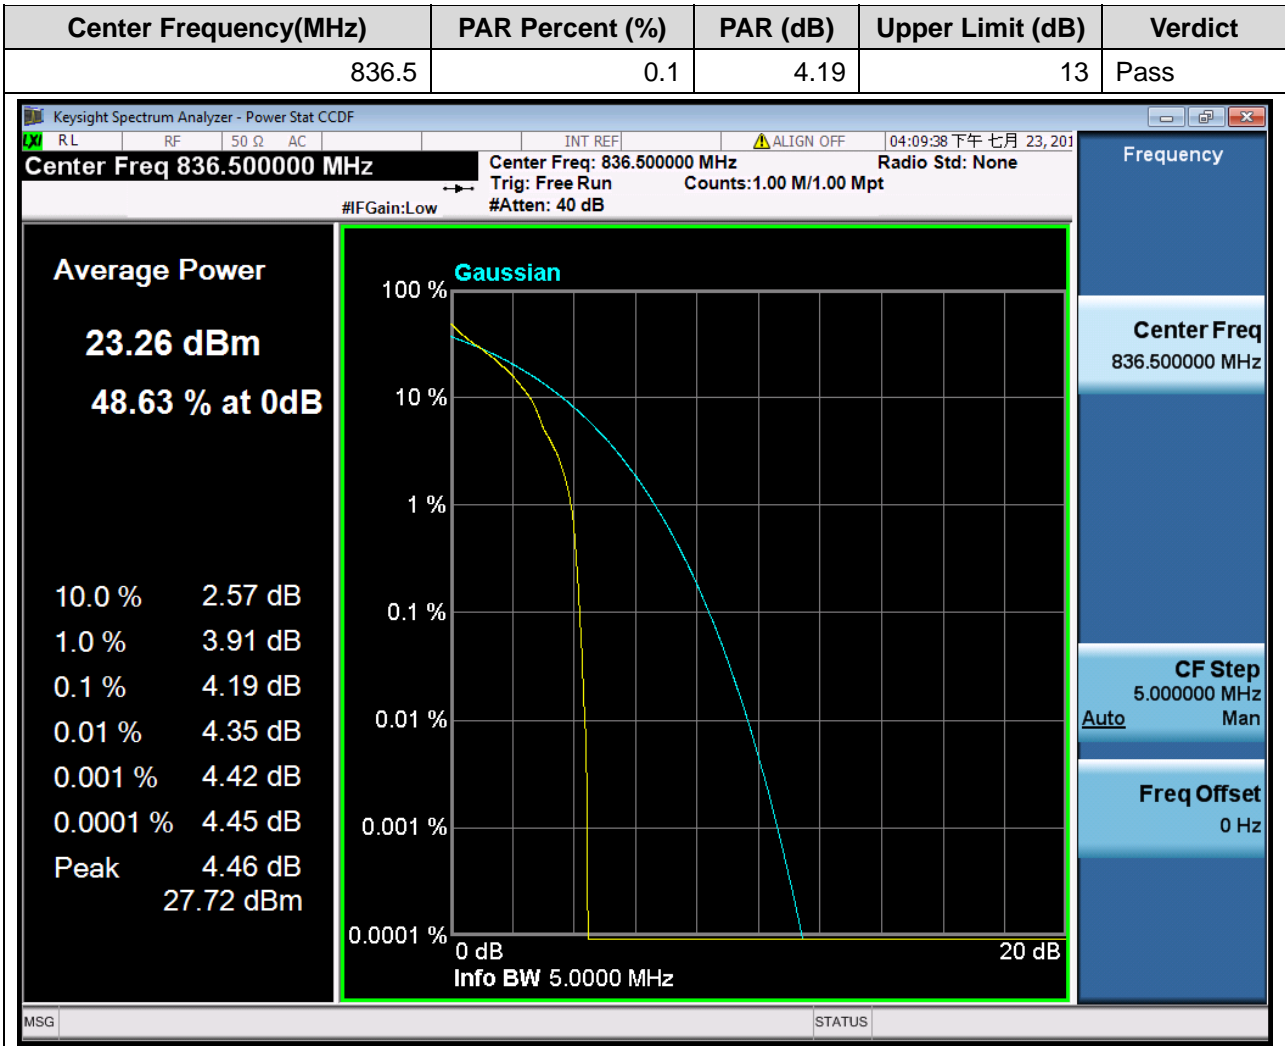 Center Frequency(MHz) PAR Percent (%) PAR (dB) Upper Limit (dB) Verdict
836.5 0.1 4.19 13 Pass
Keysight Spectrum Analyzer - Power Stat CCDF
LXI RL RF 50 Ω AC INT REF ALIGN OFF 04:09:38 下午 七月 23, 201
Center Freq 836.500000 MHz
Center Freq: 836.500000 MHz Radio Std: None
Trig: Free Run Counts:1.00 M/1.00 Mpt
#IFGain:Low #Atten: 40 dB
Average Power
23.26 dBm
48.63 % at 0dB
10.0 % 2.57 dB
1.0 % 3.91 dB
0.1 % 4.19 dB
0.01 % 4.35 dB
0.001 % 4.42 dB
0.0001 % 4.45 dB
Peak 4.46 dB
27.72 dBm
Gaussian
100 %
10 %
1 %
0.1 %
0.01 %
0.001 %
0.0001 %
0 dB 20 dB
Info BW 5.0000 MHz
Frequency
Center Freq
836.500000 MHz
CF Step
5.000000 MHz
Auto Man
Freq Offset
0 Hz
MSG STATUS